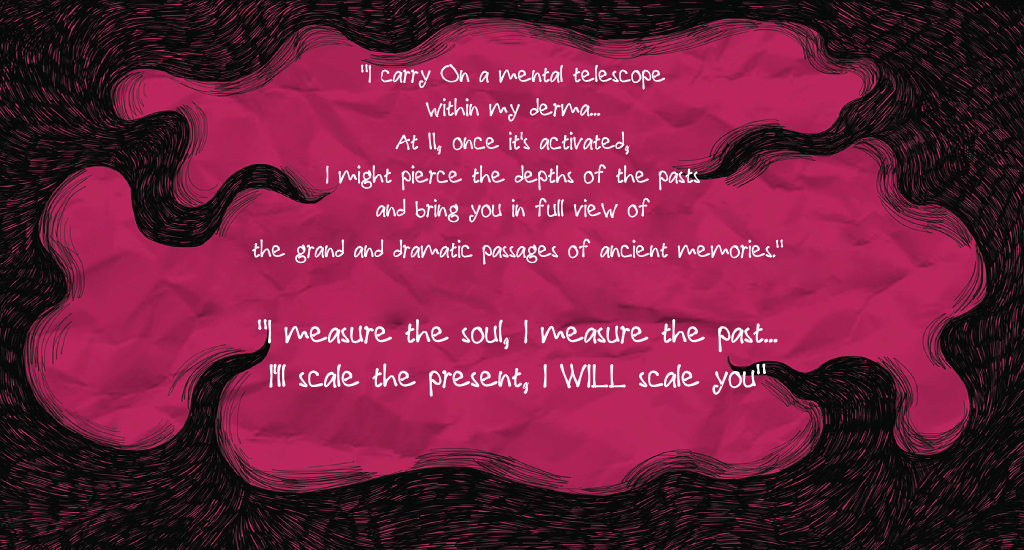 "I carry On a mental telescope
within my derma...
At 11, once it's activated,
I might pierce the depths of the pasts
and bring you in full view of
the grand and dramatic passages of ancient memories."
"I measure the soul, I measure the past...
I'll scale the present, I WILL scale you"